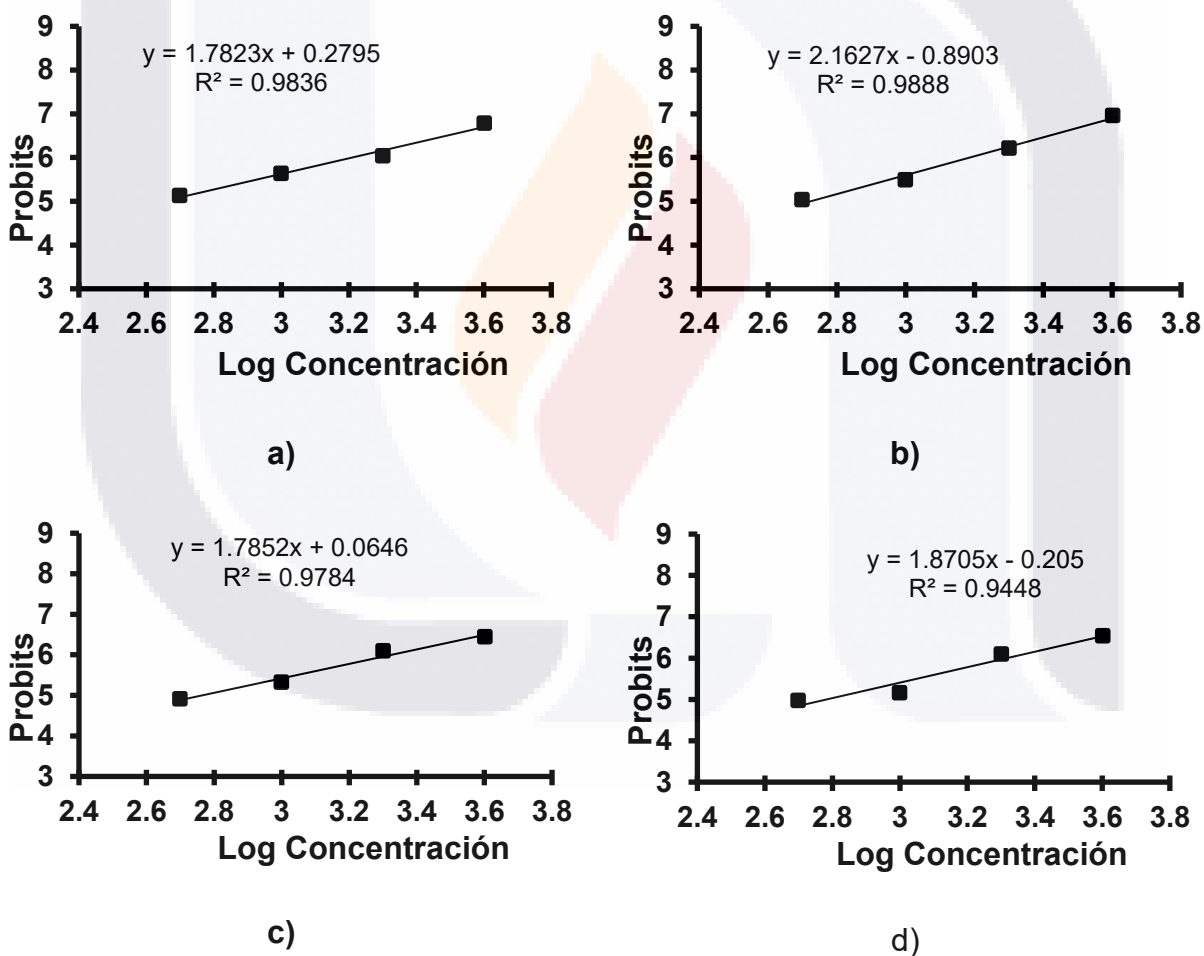 9
8
7
6
5
4
3
Probits
y = 1.7823x + 0.2795
R² = 0.9836
2.4 2.6 2.8 3 3.2 3.4 3.6 3.8
Log Concentración
a)
9
8
7
6
5
4
3
Probits
y = 2.1627x - 0.8903
R² = 0.9888
2.4 2.6 2.8 3 3.2 3.4 3.6 3.8
Log Concentración
b)
9
8
7
6
5
4
3
Probits
y = 1.7852x + 0.0646
R² = 0.9784
2.4 2.6 2.8 3 3.2 3.4 3.6 3.8
Log Concentración
c)
9
8
7
6
5
4
3
Probits
y = 1.8705x - 0.205
R² = 0.9448
2.4 2.6 2.8 3 3.2 3.4 3.6 3.8
Log Concentración
d)